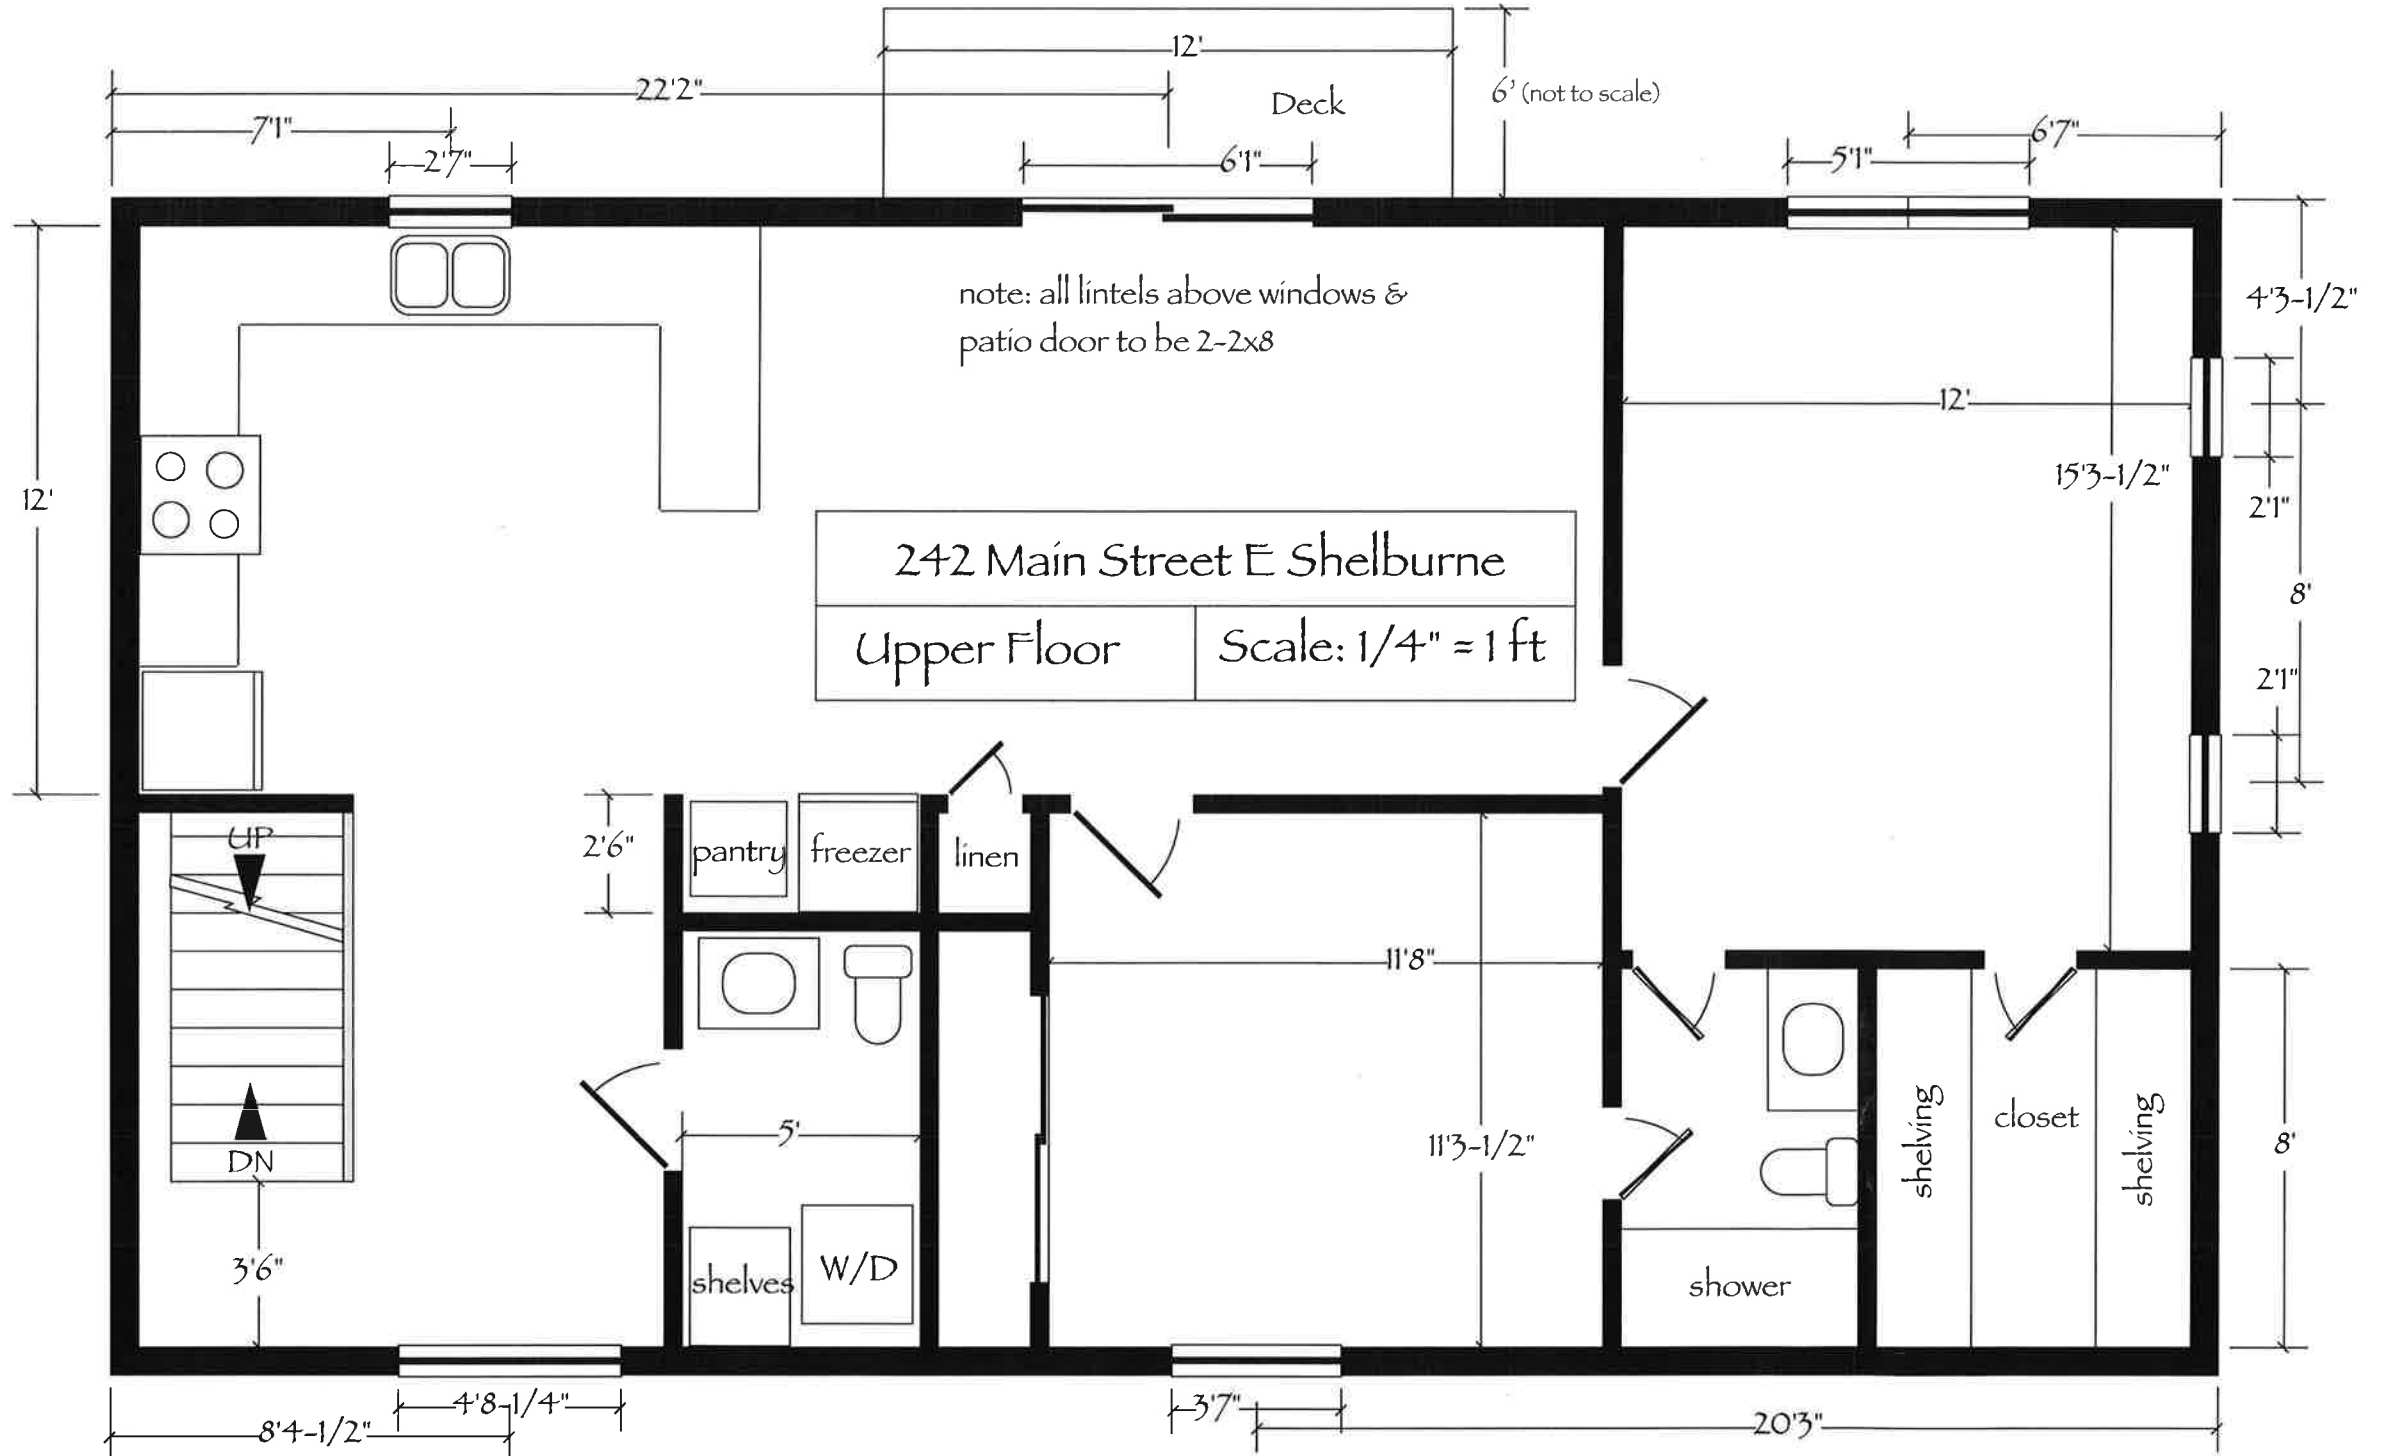 12'
22'2"
Deck
6' (not to scale)
7'1"
6'7"
2'7"
6'1"
5'1"
note: all lintels above windows &
patio door to be 2-2x8
4'3-1/2"
12'
15'3-1/2"
12'
2'1"
242 Main Street E Shelburne
Upper Floor
Scale: 1/4" = 1 ft
8'
2'1"
UP
2'6"
pantry
freezer
linen
11'8"
5'
11'3-1/2"
shelving
closet
shelving
8'
DN
3'6"
shelves
W/D
shower
4'8-1/4"
3'7"
8'4-1/2"
20'3"